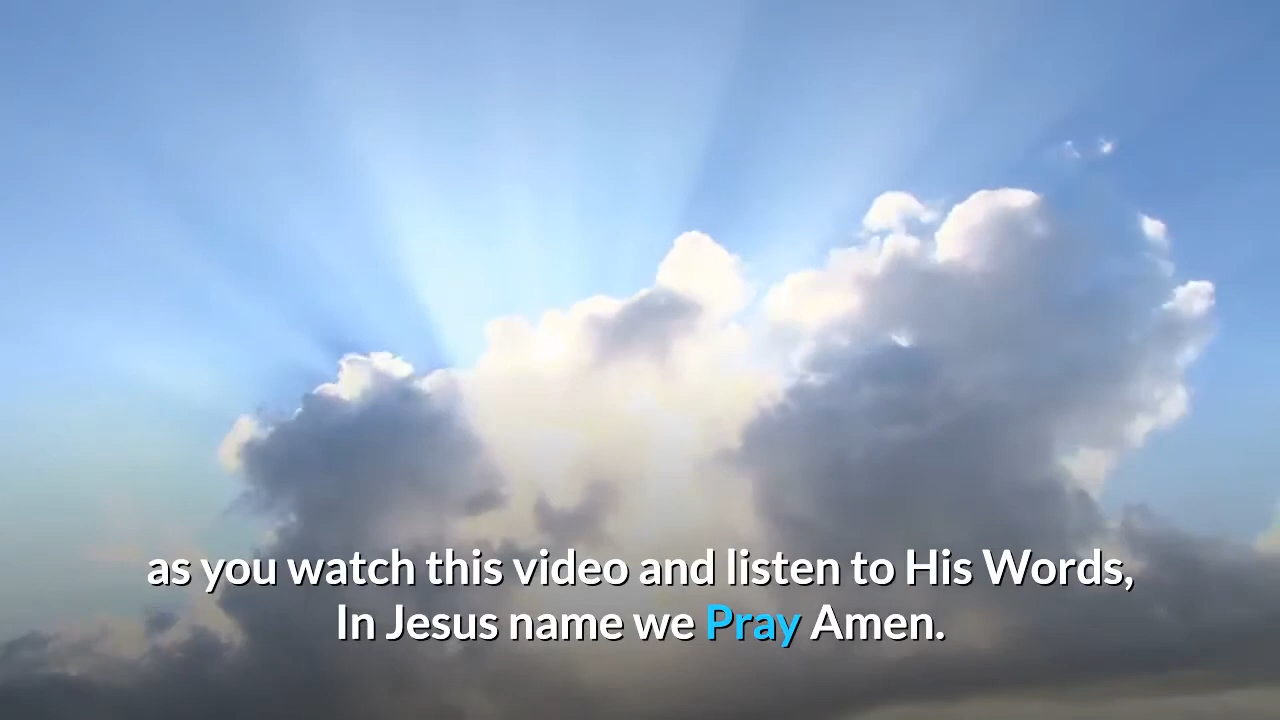 as you watch this video and listen to His Words,
In Jesus name we Pray Amen.